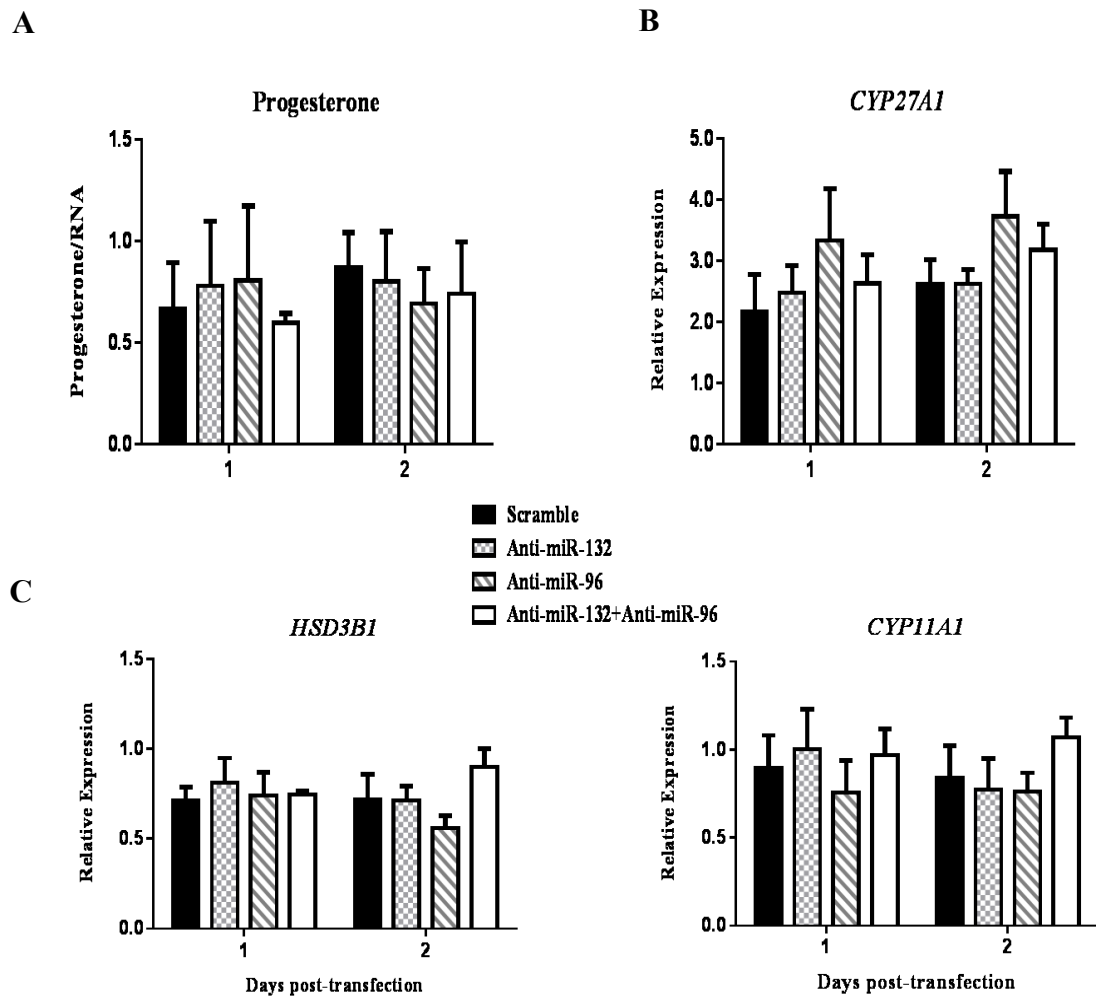 A
B
Progesterone
CYP27A1
1.5
1.0
0.5
0.0
Progesterone/RNA
1
2
5.0
4.0
3.0
2.0
1.0
0.0
Relative Expression
1
2
Scramble
Anti-miR-132
Anti-miR-96
Anti-miR-132+Anti-miR-96
C
HSD3B1
CYP11A1
1.5
1.0
0.5
0.0
Relative Expression
1
2
Days post-transfection
1.5
1.0
0.5
0.0
Relative Expression
1
2
Days post-transfection